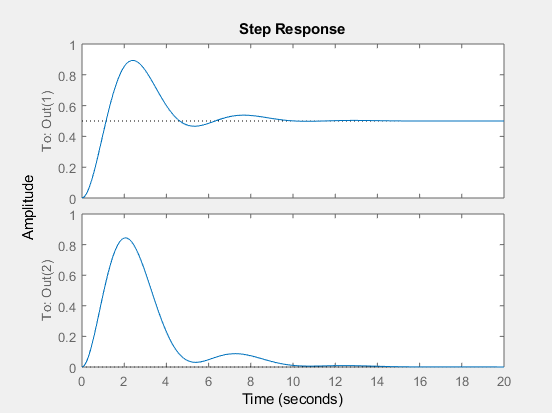 Step Response
1
0.8
0.6
0.4
0.2
0
To: Out(1)
Amplitude
1
0.8
0.6
0.4
0.2
0
To: Out(2)
0 2 4 6 8 10 12 14 16 18 20
Time (seconds)